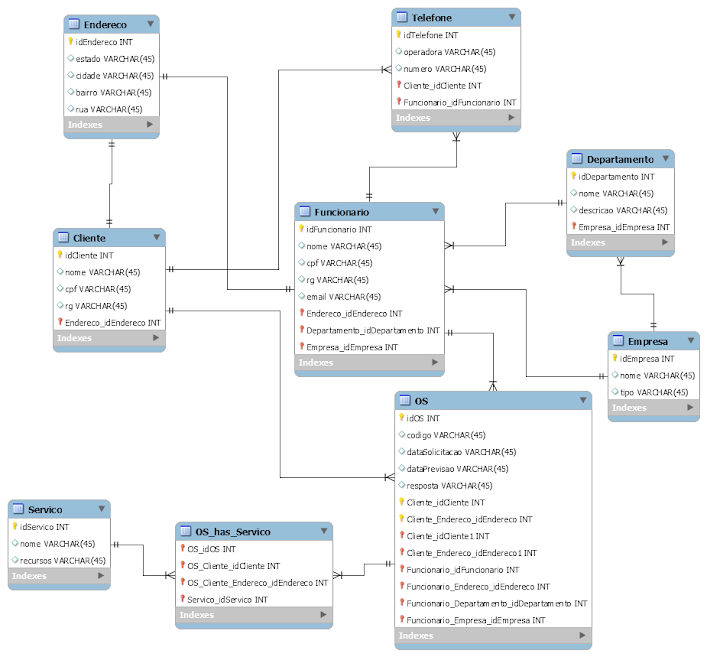 Endereco
idEndereco INT
estado VARCHAR(45)
cidade VARCHAR(45)
bairro VARCHAR(45)
rua VARCHAR(45)
Indexes
Telefone
idTelefone INT
operadora VARCHAR(45)
numero VARCHAR(45)
Cliente_idCliente INT
Funcionario_idFuncionario INT
Indexes
Departamento
idDepartamento INT
nome VARCHAR(45)
descricao VARCHAR(45)
Empresa_idEmpresa INT
Indexes
Cliente
idCliente INT
nome VARCHAR(45)
cpf VARCHAR(45)
rg VARCHAR(45)
Endereco_idEndereco INT
Indexes
Funcionario
idFuncionario INT
nome VARCHAR(45)
cpf VARCHAR(45)
rg VARCHAR(45)
email VARCHAR(45)
Endereco_idEndereco INT
Departamento_idDepartamento INT
Empresa_idEmpresa INT
Indexes
Empresa
idEmpresa INT
nome VARCHAR(45)
tipo VARCHAR(45)
Indexes
OS
idOS INT
codigo VARCHAR(45)
dataSolicitacao VARCHAR(45)
dataPrevisao VARCHAR(45)
resposta VARCHAR(45)
Cliente_idCliente INT
Cliente_Endereco_idEndereco INT
Cliente_idCliente1 INT
Cliente_Endereco_idEndereco1 INT
Funcionario_idFuncionario INT
Funcionario_Endereco_idEndereco INT
Funcionario_Departamento_idDepartamento INT
Funcionario_Empresa_idEmpresa INT
Indexes
Servico
idServico INT
nome VARCHAR(45)
recursos VARCHAR(45)
Indexes
OS_has_Servico
OS_idOS INT
OS_Cliente_idCliente INT
OS_Cliente_Endereco_idEndereco INT
Servico_idServico INT
Indexes